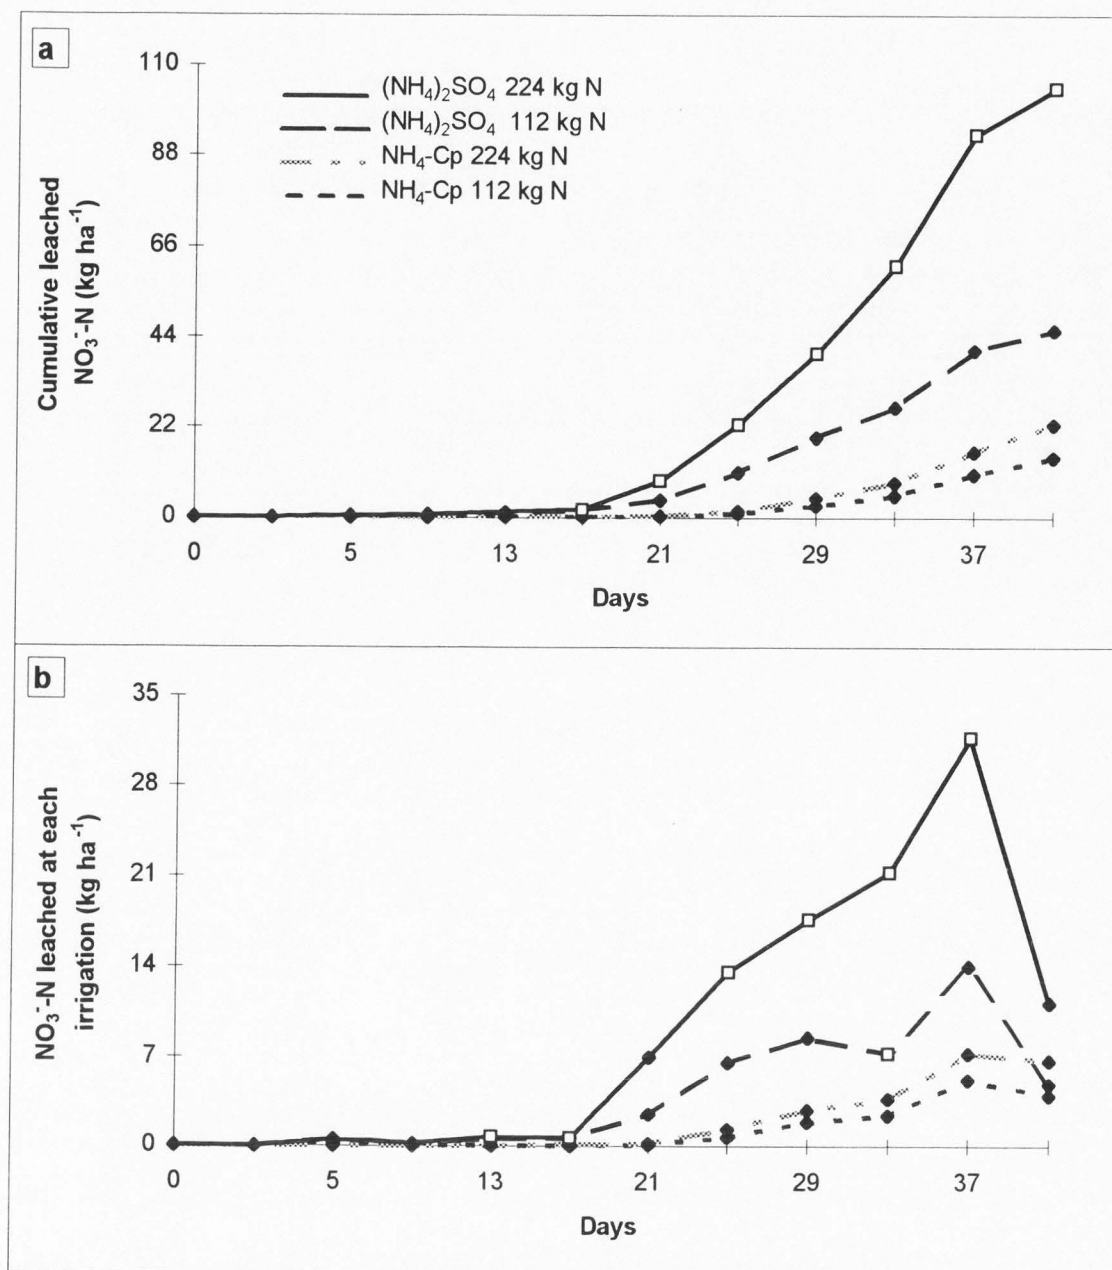 a
110
88
66
44
22
0
Cumulative leached
NO₃⁻-N (kg ha⁻¹)
(NH₄)₂SO₄ 224 kg N
(NH₄)₂SO₄ 112 kg N
NH₄-Cp 224 kg N
NH₄-Cp 112 kg N
0 5 13 21 29 37
Days
b
35
28
21
14
7
0
NO₃⁻-N leached at each
irrigation (kg ha⁻¹)
0 5 13 21 29 37
Days